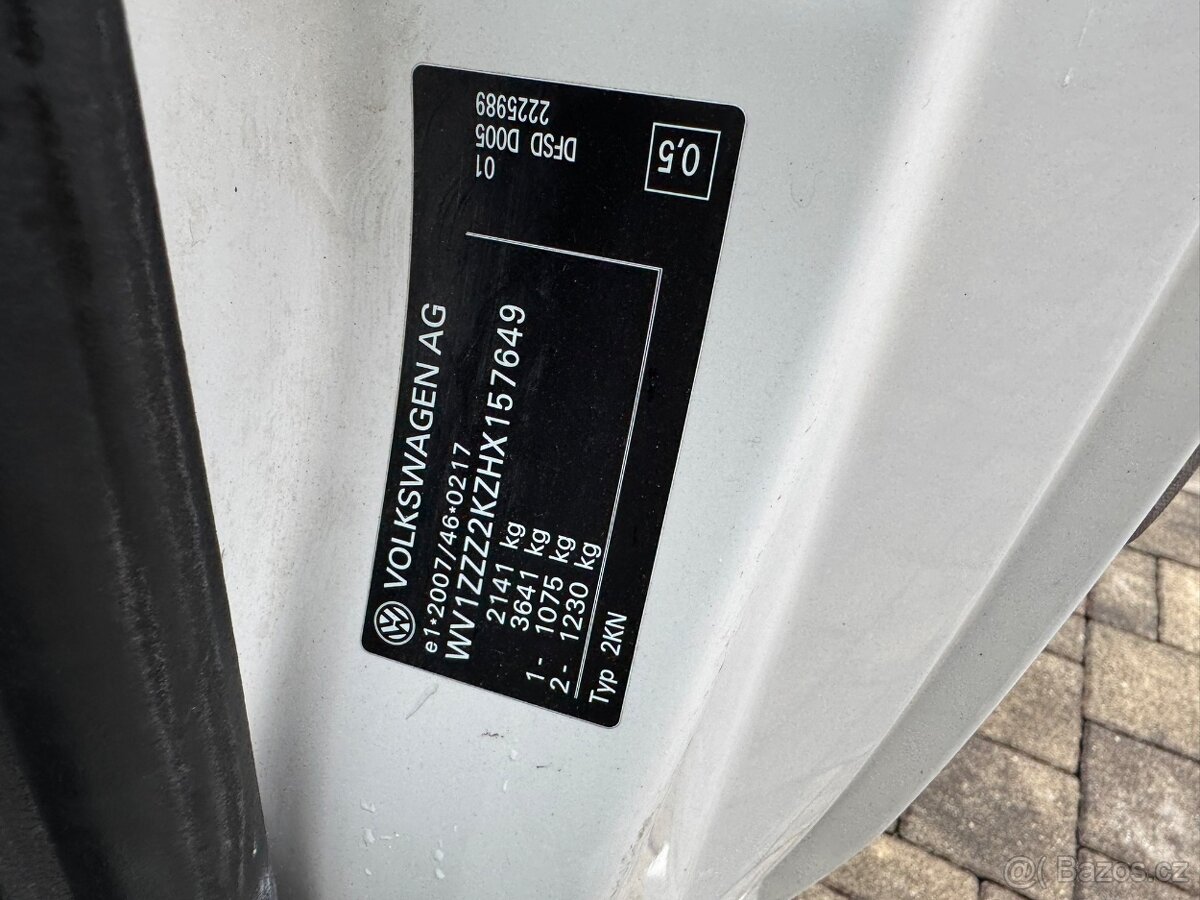 VOLKSWAGEN AG
e1*2007/46*0217
WV1ZZZ2KZHX157649
2141 kg
3641 kg
1- 1075 kg
2- 1230 kg
Typ 2KN
01 D005 2225989
DFSD
0,5
@( Bazos.cz